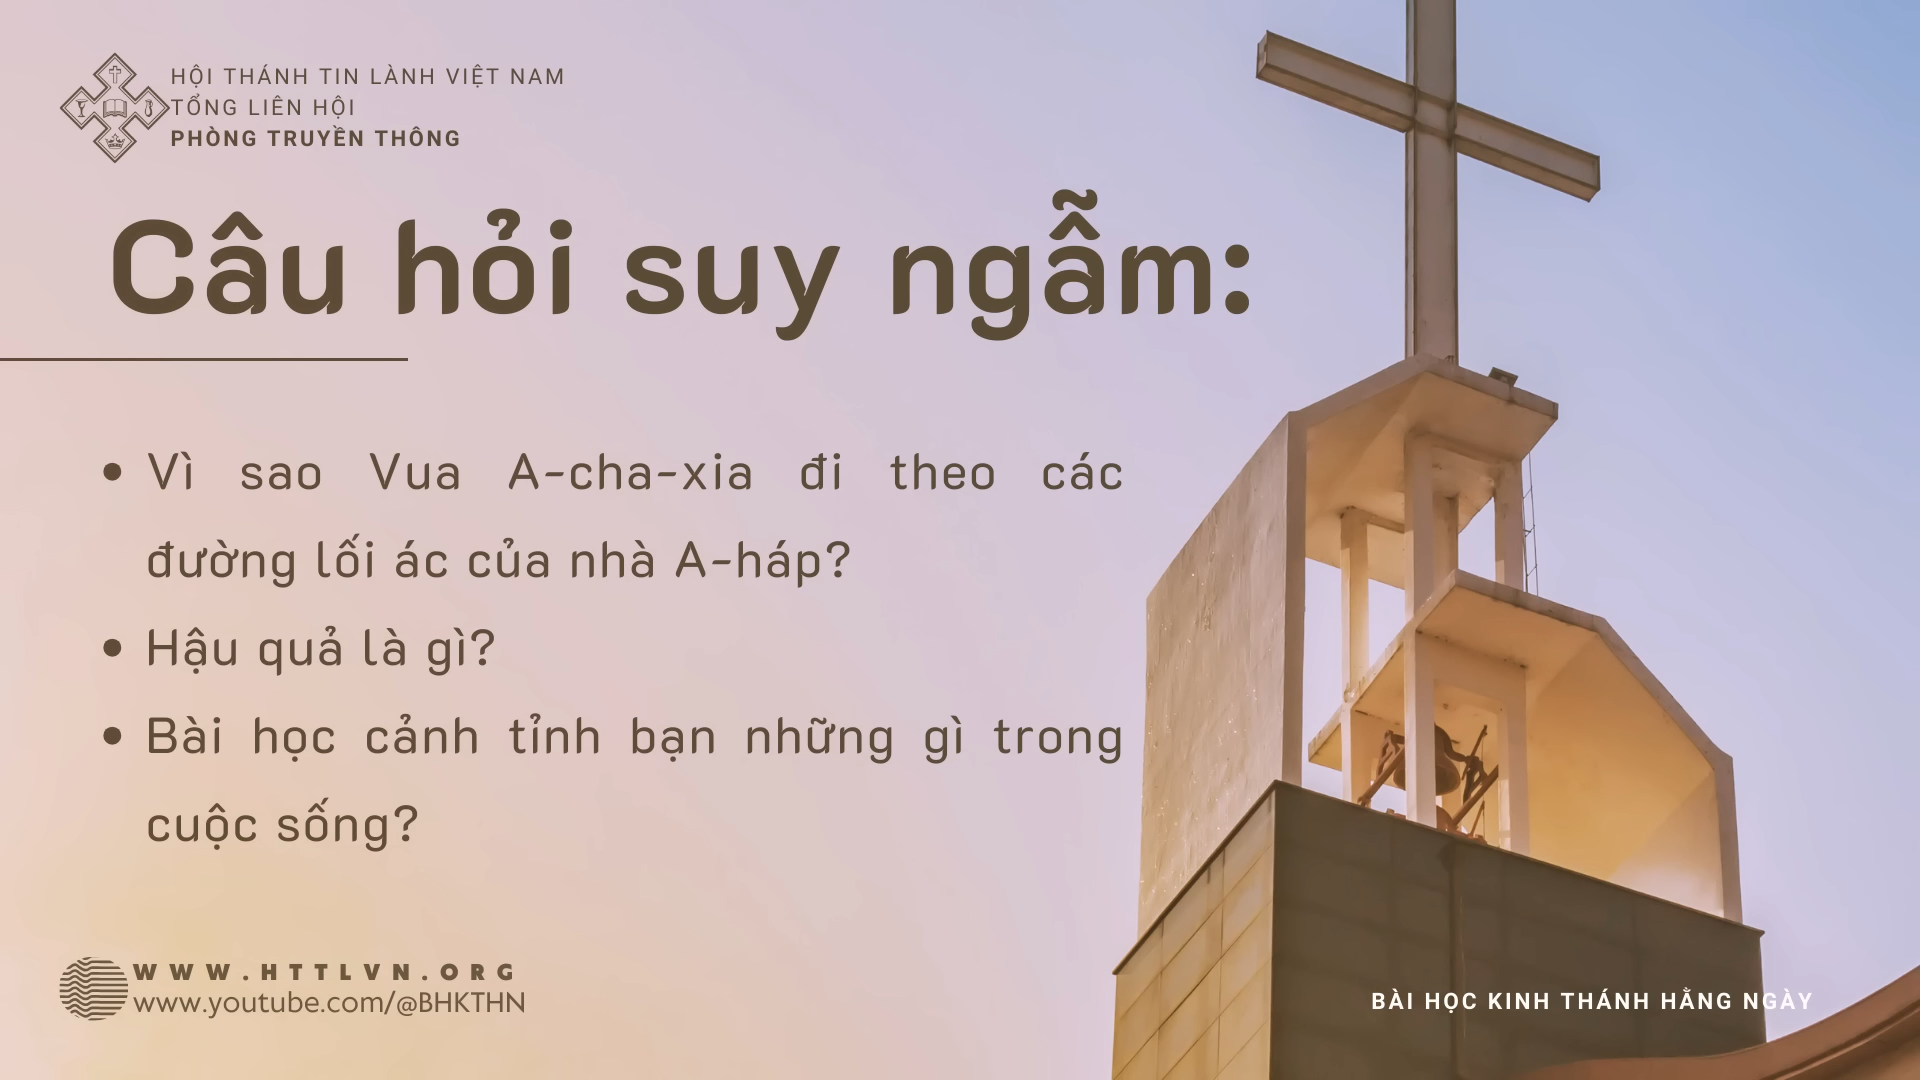 HỘI THÁNH TIN LÀNH VIỆT NAM
TỔNG LIÊN HỘI
PHÒNG TRUYỀN THÔNG
Câu hỏi suy ngẫm:
• Vì sao Vua A-cha-xia đi theo các
đường lối ác của nhà A-háp?
• Hậu quả là gì?
• Bài học cảnh tỉnh bạn những gì trong
cuộc sống?
WWW.HTTLVN.ORG
www.youtube.com/@BHKTHN
BÀI HỌC KINH THÁNH HẰNG NGÀY